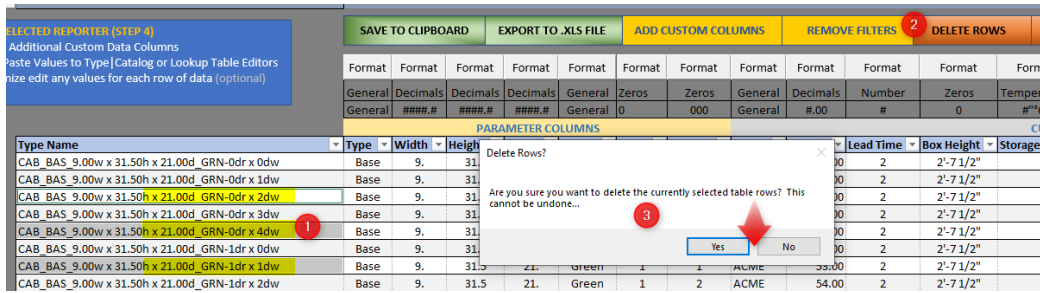 SELECTED REPORTER (STEP 4)
Additional Custom Data Columns
Paste Values to Type|Catalog or Lookup Table Editors
edit any values for each row of data (optional)
SAVE TO CLIPBOARD EXPORT TO .XLS FILE ADD CUSTOM COLUMNS REMOVE FILTERS 2 DELETE ROWS
Format Format Format Format Format Format Format Format Format Format Format
General Decimals Decimals Decimals General Zeros Zeros General Decimals Number Zeros
General ####.# ####.# ####.# General 0 000 General #.00 # 0
PARAMETER COLUMNS
Type Name Type Width Lead Time Box Height Storage
CAB_BAS_9.00w x 31.50h x 21.00d_GRN-0dr x 0dw Base 9. 2 2'-7 1/2"
CAB_BAS_9.00w x 31.50h x 21.00d_GRN-0dr x 1dw Base 9. 2 2'-7 1/2"
CAB_BAS_9.00w x 31.50h x 21.00d_GRN-0dr x 2dw Base 9. 2 2'-7 1/2"
CAB_BAS_9.00w x 31.50h x 21.00d_GRN-0dr x 3dw Base 9. 2 2'-7 1/2"
CAB_BAS_9.00w x 31.50h x 21.00d_GRN-0dr x 4dw 1 Base 9. 2 2'-7 1/2"
CAB_BAS_9.00w x 31.50h x 21.00d_GRN-1dr x 0dw Base 9. 2 2'-7 1/2"
CAB_BAS_9.00w x 31.50h x 21.00d_GRN-1dr x 1dw Base 9. 31.5 21. Green 1 1 ACME 53.00 2 2'-7 1/2"
CAB_BAS_9.00w x 31.50h x 21.00d_GRN-1dr x 2dw Base 9. 31.5 21. Green 1 2 ACME 54.00 2 2'-7 1/2"
Delete Rows?
Are you sure you want to delete the currently selected table rows? This
cannot be undone...
3
Yes No